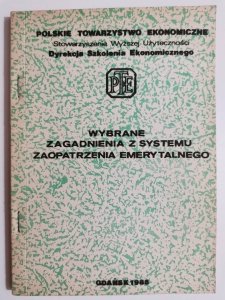 POLSKIE TOWARZYSTWO EKONOMICZNE
Stowarzyszenie Wyższej Użyteczności
Dyrekcja Szkolenia Ekonomicznego
PTE
WYBRANE
ZAGADNIENIA Z SYSTEMU
ZAOPATRZENIA EMERYTALNEGO
GDAŃSK 1988